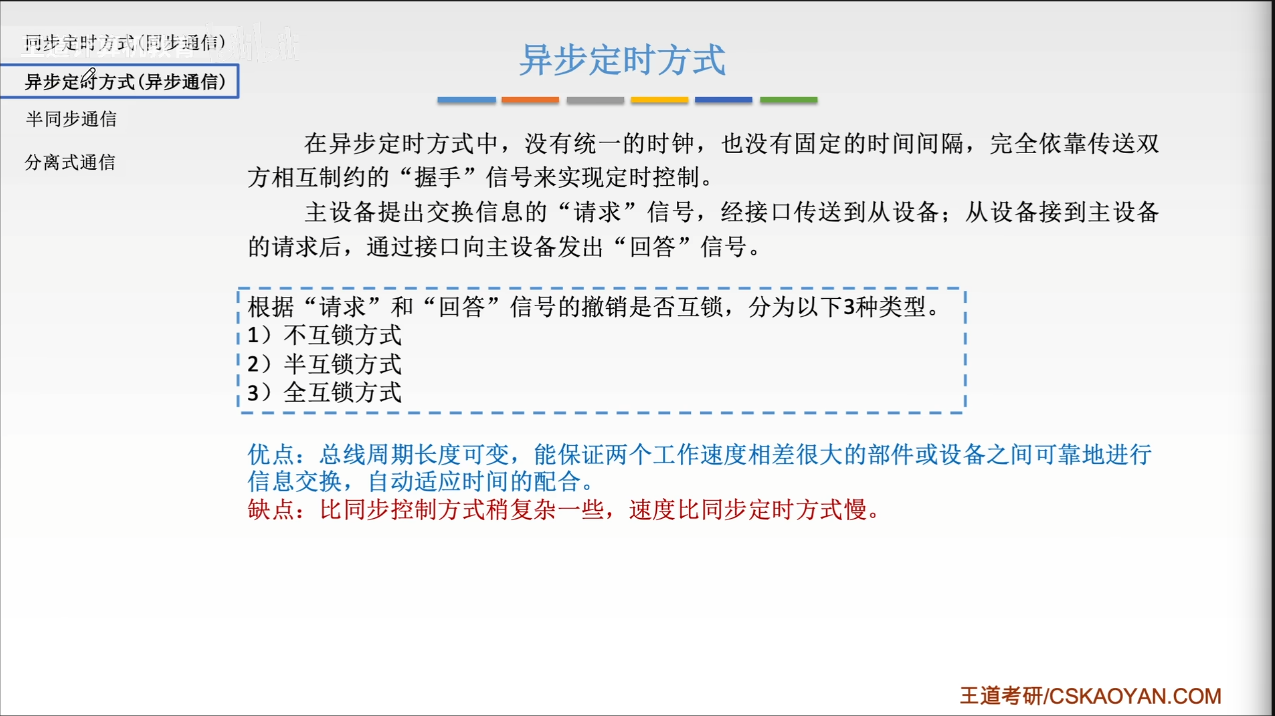 同步定时方式(同步通信)
异步定时方式(异步通信)
半同步通信
分离式通信
异步定时方式
在异步定时方式中，没有统一的时钟，也没有固定的时间间隔，完全依靠传送双
方相互制约的“握手”信号来实现定时控制。
主设备提出交换信息的“请求”信号，经接口传送到从设备；从设备接到主设备
的请求后，通过接口向主设备发出“回答”信号。
根据“请求”和“回答”信号的撤销是否互锁，分为以下3种类型。
1）不互锁方式
2）半互锁方式
3）全互锁方式
优点：总线周期长度可变，能保证两个工作速度相差很大的部件或设备之间可靠地进行
信息交换，自动适应时间的配合。
缺点：比同步控制方式稍复杂一些，速度比同步定时方式慢。
王道考研/CSKAOYAN.COM